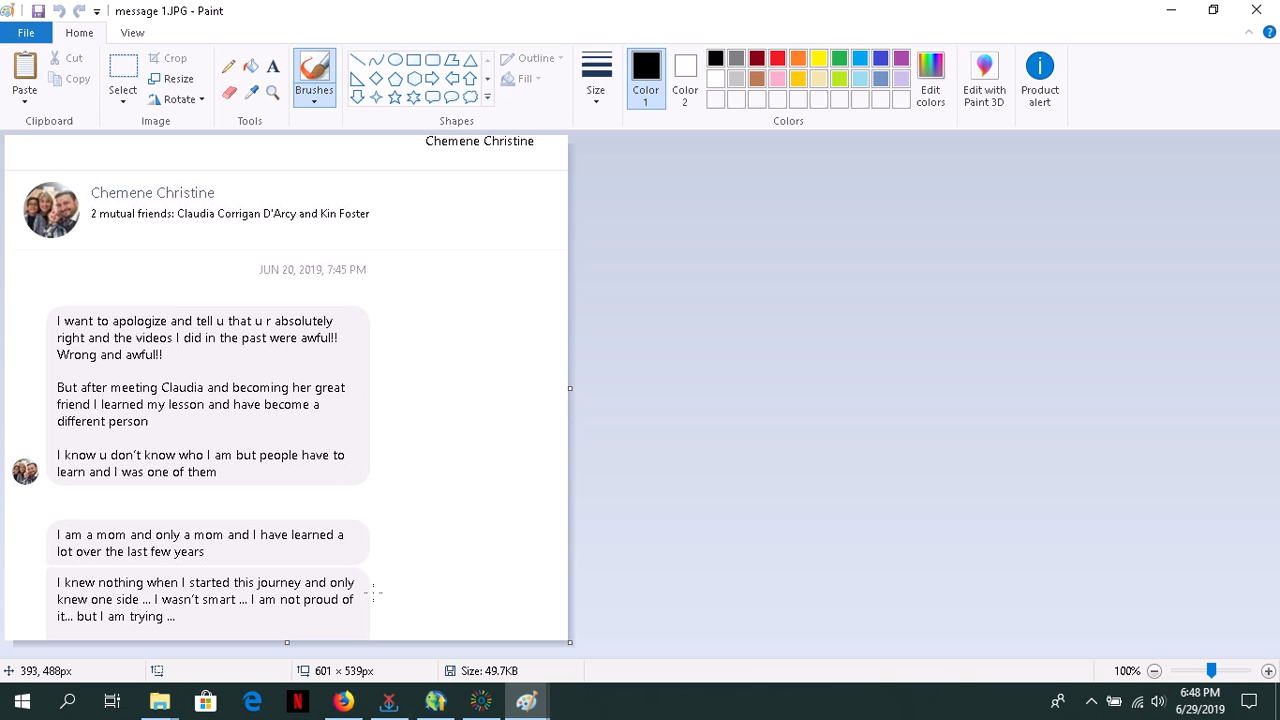 message 1.JPG - Paint
File
Home
View
Paste
Cut
Copy
Clipboard
Select
Crop
Resize
Rotate
Image
A
Tools
Brushes
Outline
Fill
Shapes
Size
Color 1
Color 2
Colors
Edit colors
Edit with Paint 3D
Product alert
Chemene Christine
Chemene Christine
2 mutual friends: Claudia Corrigan D'Arcy and Kin Foster
JUN 20, 2019, 7:45 PM
I want to apologize and tell u that u r absolutely
right and the videos I did in the past were awful!!
Wrong and awful!!
But after meeting Claudia and becoming her great
friend I learned my lesson and have become a
different person
I know u don't know who I am but people have to
learn and I was one of them
I am a mom and only a mom and I have learned a
lot over the last few years
I knew nothing when I started this journey and only
knew one side ... I wasn't smart ... I am not proud of
it... but I am trying ...
393, 488px
601 × 539px
Size: 49.7KB
100%
6:48 PM
6/29/2019